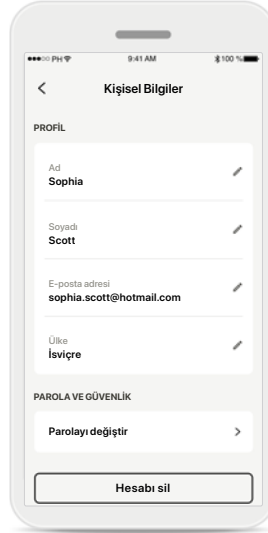 PH 9:41 AM 100 %
Kişisel Bilgiler
PROFİL
Ad
Sophia
Soyadı
Scott
E-posta adresi
sophia.scott@hotmail.com
Ülke
İsviçre
PAROLA VE GÜVENLİK
Parolayı değiştir
Hesabı sil